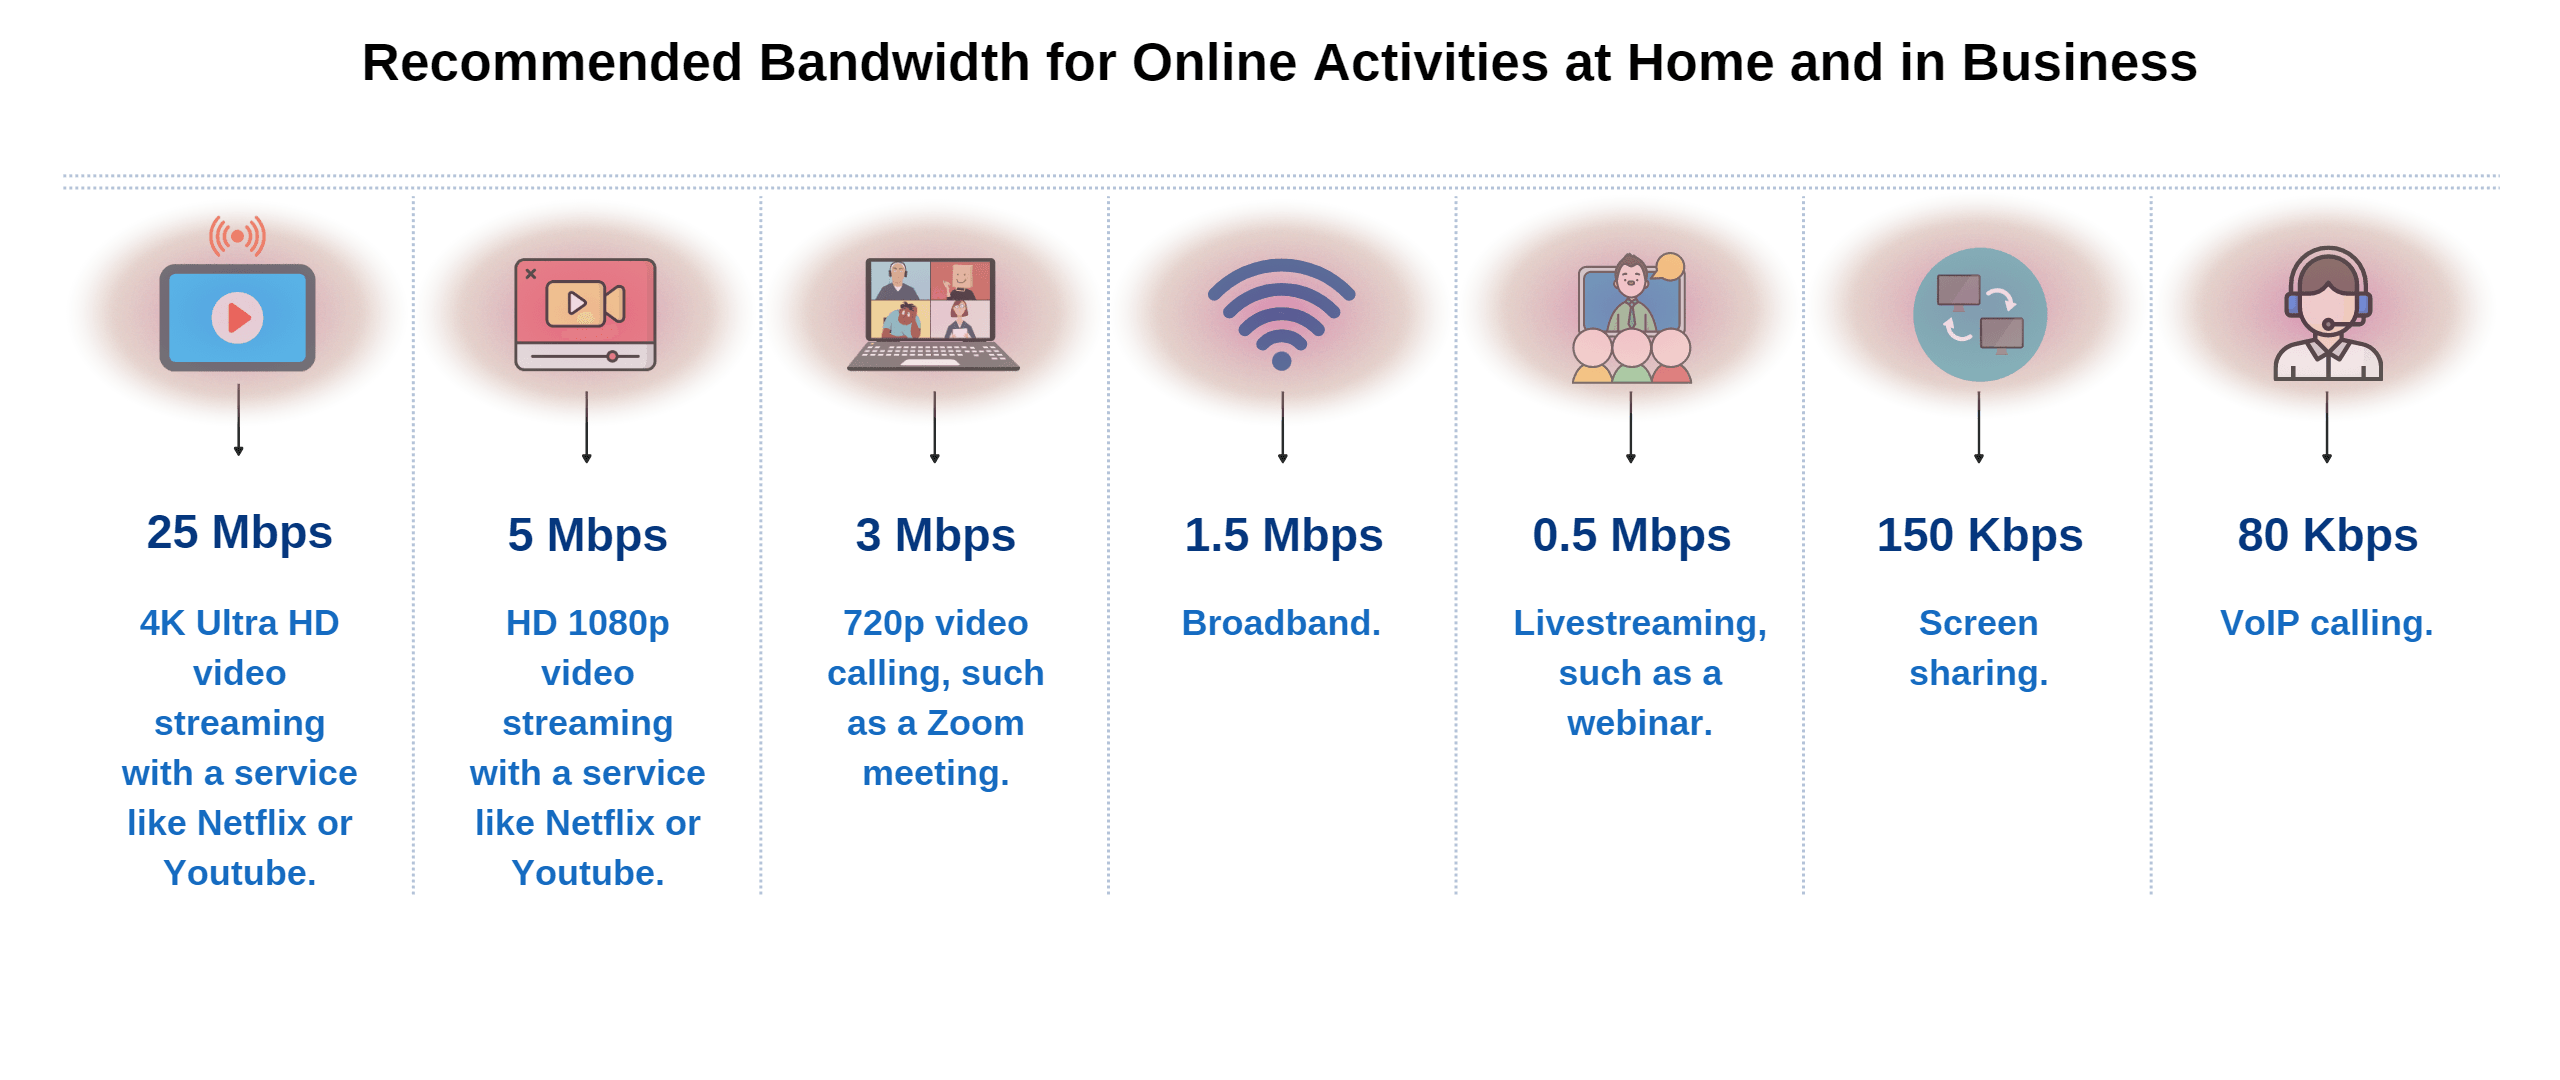 Recommended Bandwidth for Online Activities at Home and in Business
25 Mbps
4K Ultra HD
video
streaming
with a service
like Netflix or
Youtube.
5 Mbps
HD 1080p
video
streaming
with a service
like Netflix or
Youtube.
3 Mbps
720p video
calling, such
as a Zoom
meeting.
1.5 Mbps
Broadband.
0.5 Mbps
Livestreaming,
such as a
webinar.
150 Kbps
Screen
sharing.
80 Kbps
VoIP calling.